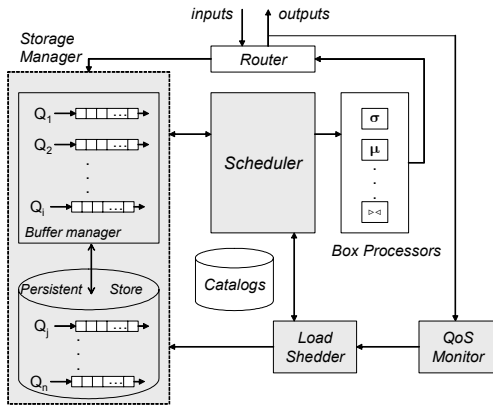 inputs
outputs
Storage
Manager
Router
Q1
Q2
Qi
Buffer manager
Scheduler
σ
μ
▷◁
Box Processors
Persistent Store
Catalogs
Qj
Qn
Load
Shedder
QoS
Monitor